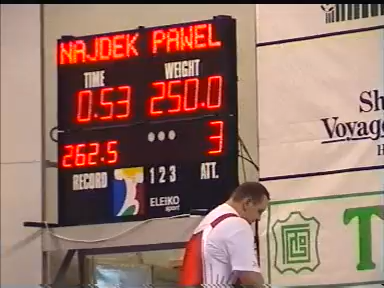 NAJDEK PAWEL
TIME WEIGHT
0.53 250.0
262.5 3
RECORD 1 2 3 ATT.
ELEIKO
sport
Sh
Voyag
H
T